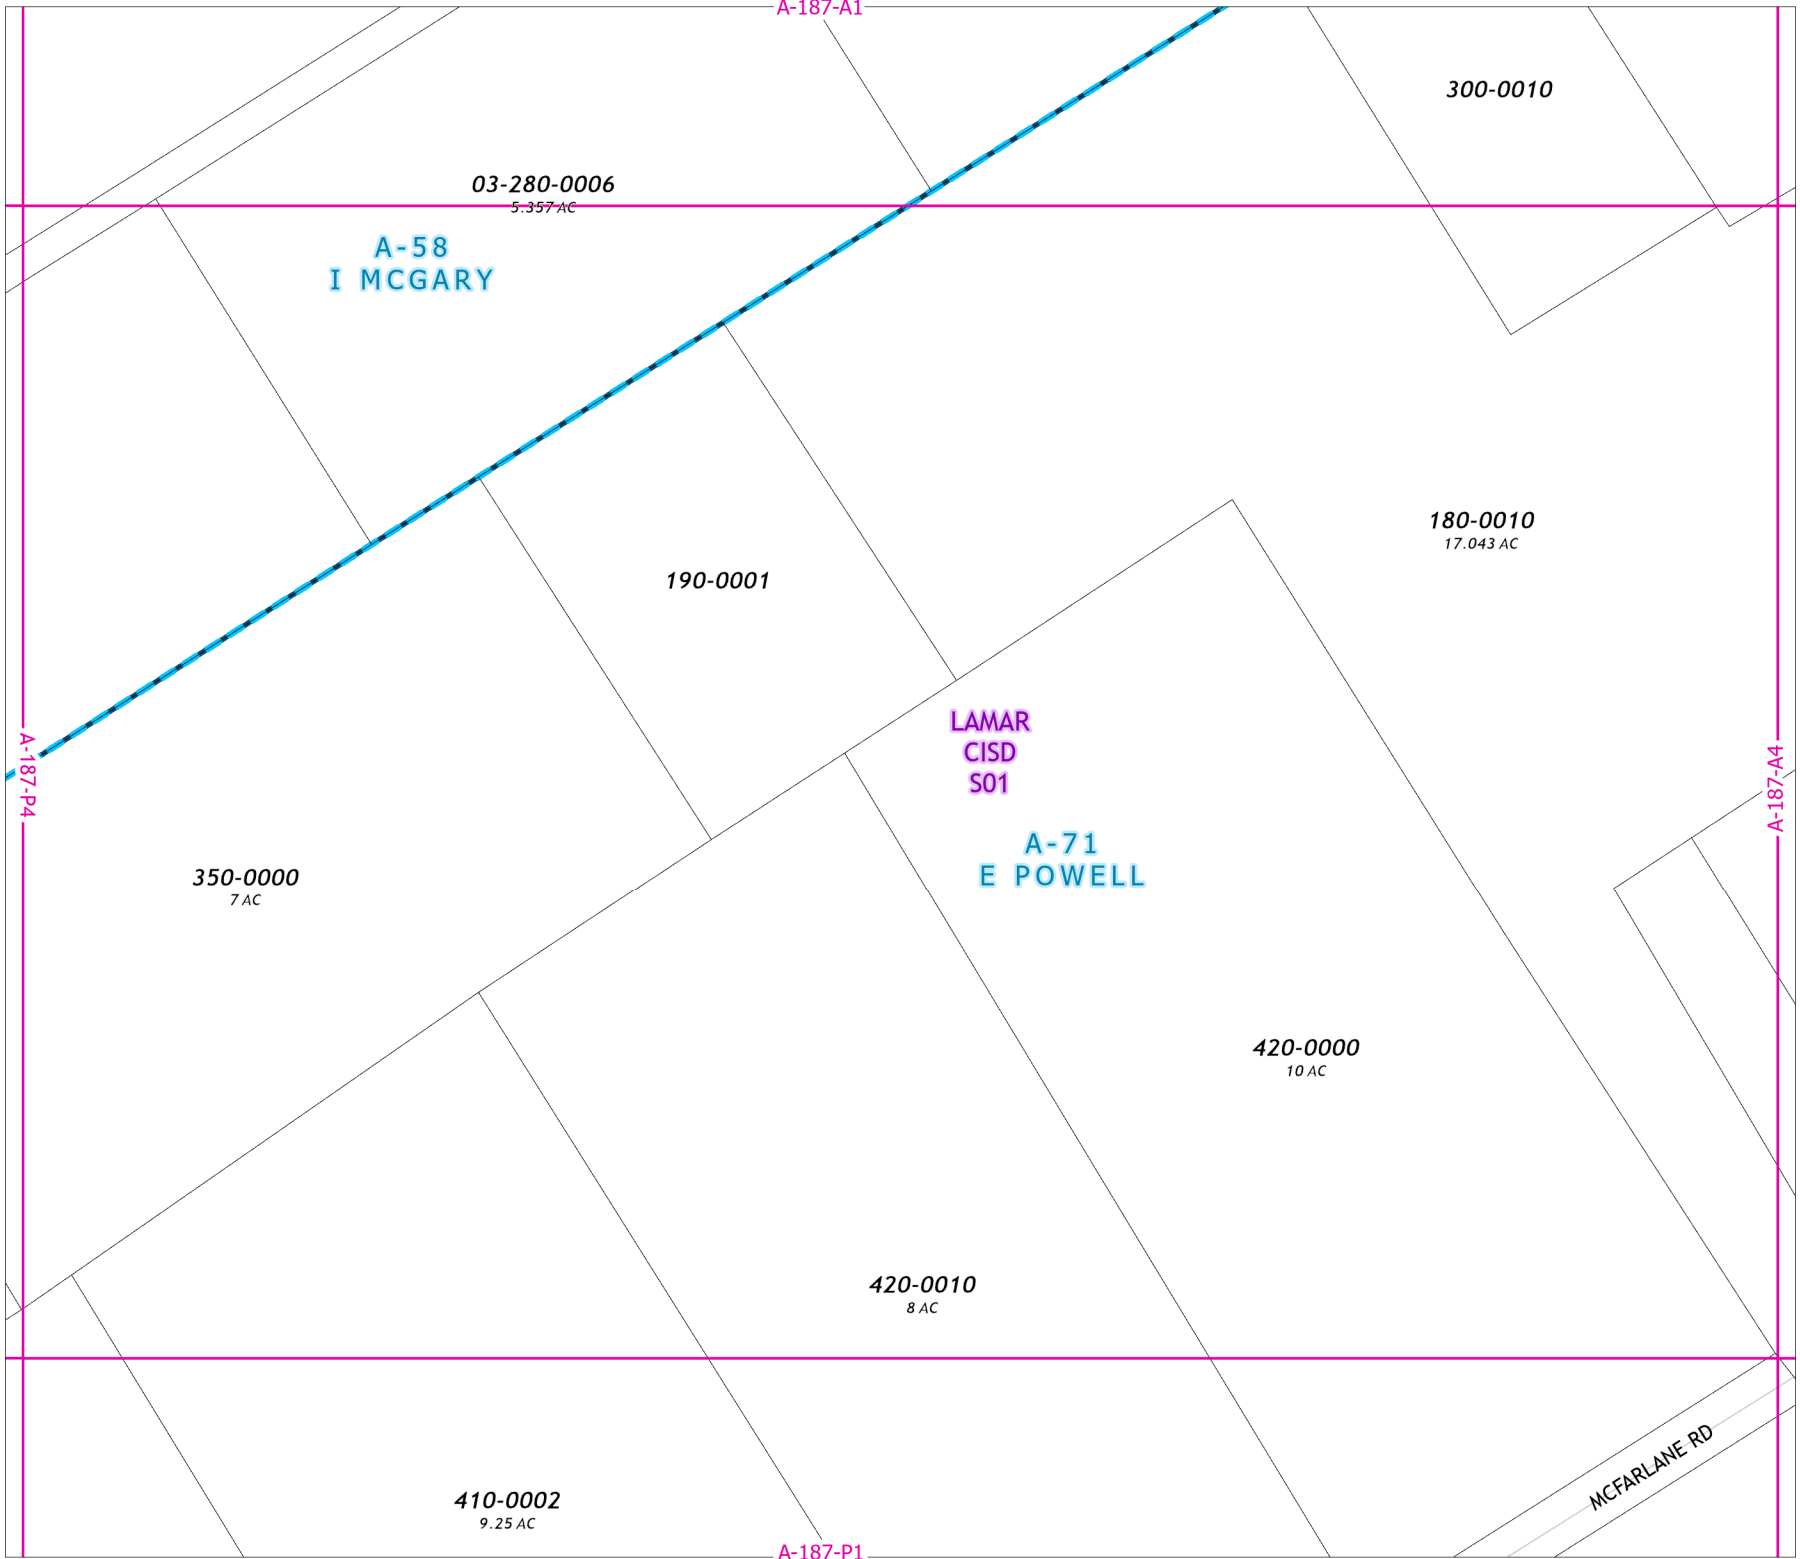 A-187-A1
300-0010
03-280-0006
5.357 AC
A-58
I MCGARY
180-0010
17.043 AC
190-0001
LAMAR
CISD
S01
A-187-P4
A-187-A4
A-71
E POWELL
350-0000
7 AC
420-0000
10 AC
420-0010
8 AC
MCFARLANE RD
410-0002
9.25 AC
A-187-P1